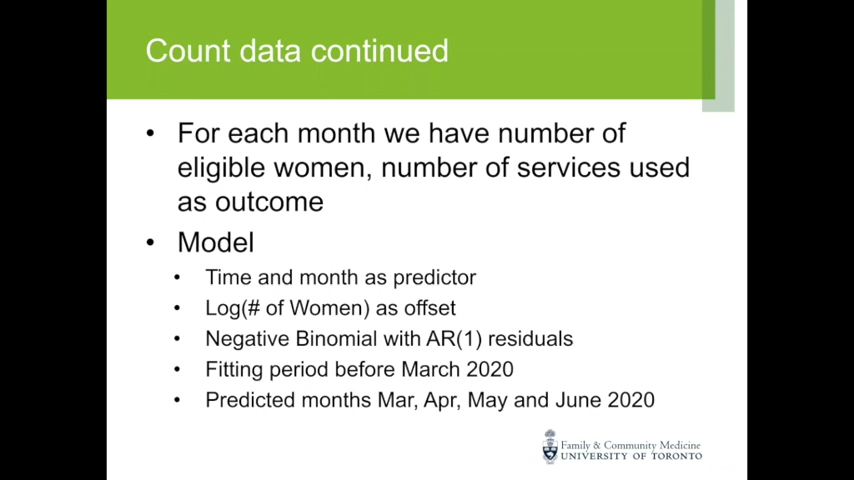 Count data continued
• For each month we have number of
eligible women, number of services used
as outcome
• Model
• Time and month as predictor
• Log(# of Women) as offset
• Negative Binomial with AR(1) residuals
• Fitting period before March 2020
• Predicted months Mar, Apr, May and June 2020
Family & Community Medicine
UNIVERSITY OF TORONTO